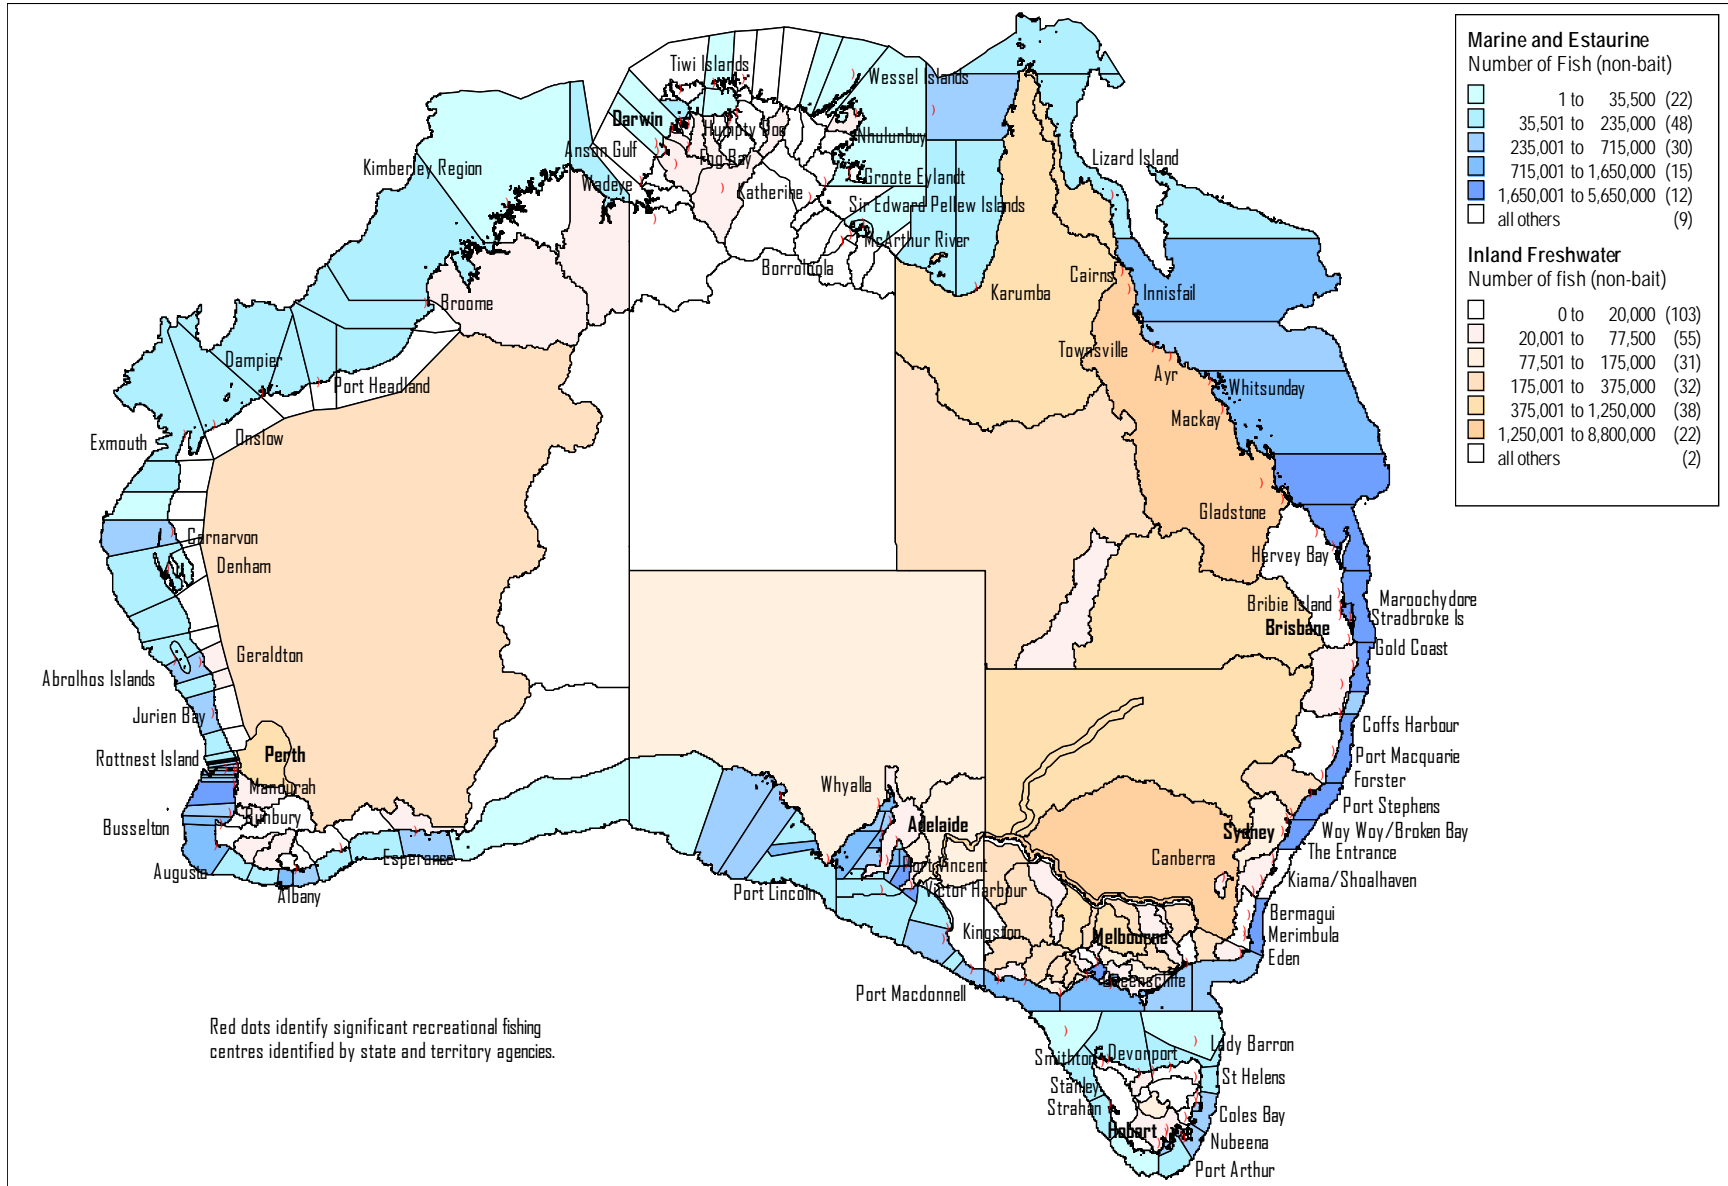 Marine and Estaurine
Number of Fish (non-bait)
1 to 35,500 (22)
35,501 to 235,000 (48)
235,001 to 715,000 (30)
715,001 to 1,650,000 (15)
1,650,001 to 5,650,000 (12)
all others (9)
Inland Freshwater
Number of fish (non-bait)
0 to 20,000 (103)
20,001 to 77,500 (55)
77,501 to 175,000 (31)
175,001 to 375,000 (32)
375,001 to 1,250,000 (38)
1,250,001 to 8,800,000 (22)
all others (2)
Tiwi Islands
Wessel Islands
Darwin
Humpty Doo
Nhulunbuy
Anson Gulf
Fog Bay
Kimberley Region
Lizard Island
Wadeye
Katherine
Groote Eylandt
Sir Edward Pellew Islands
McArthur River
Borroloola
Cairns
Karumba
Innisfail
Broome
Townsville
Dampier
Ayr
Whitsunday
Port Headland
Mackay
Exmouth
Onslow
Gladstone
Carnarvon
Hervey Bay
Denham
Bribie Island
Maroochydore
Stradbroke Is
Brisbane
Gold Coast
Geraldton
Abrolhos Islands
Jurien Bay
Coffs Harbour
Rottnest Island
Perth
Port Macquarie
Forster
Whyalla
Mandurah
Port Stephens
Bunbury
Busselton
Adelaide
Sydney
Woy Woy/Broken Bay
The Entrance
Esperance
Canberra
Port Vincent
Augusta
Kiama/Shoalhaven
Albany
Port Lincoln
Victor Harbour
Bermagui
Kingston
Melbourne
Merimbula
Eden
Queenscliffe
Port Macdonnell
Red dots identify significant recreational fishing
centres identified by state and territory agencies.
Lady Barron
Smithton
Devonport
St Helens
Stanley
Strahan
Coles Bay
Hobart
Nubeena
Port Arthur